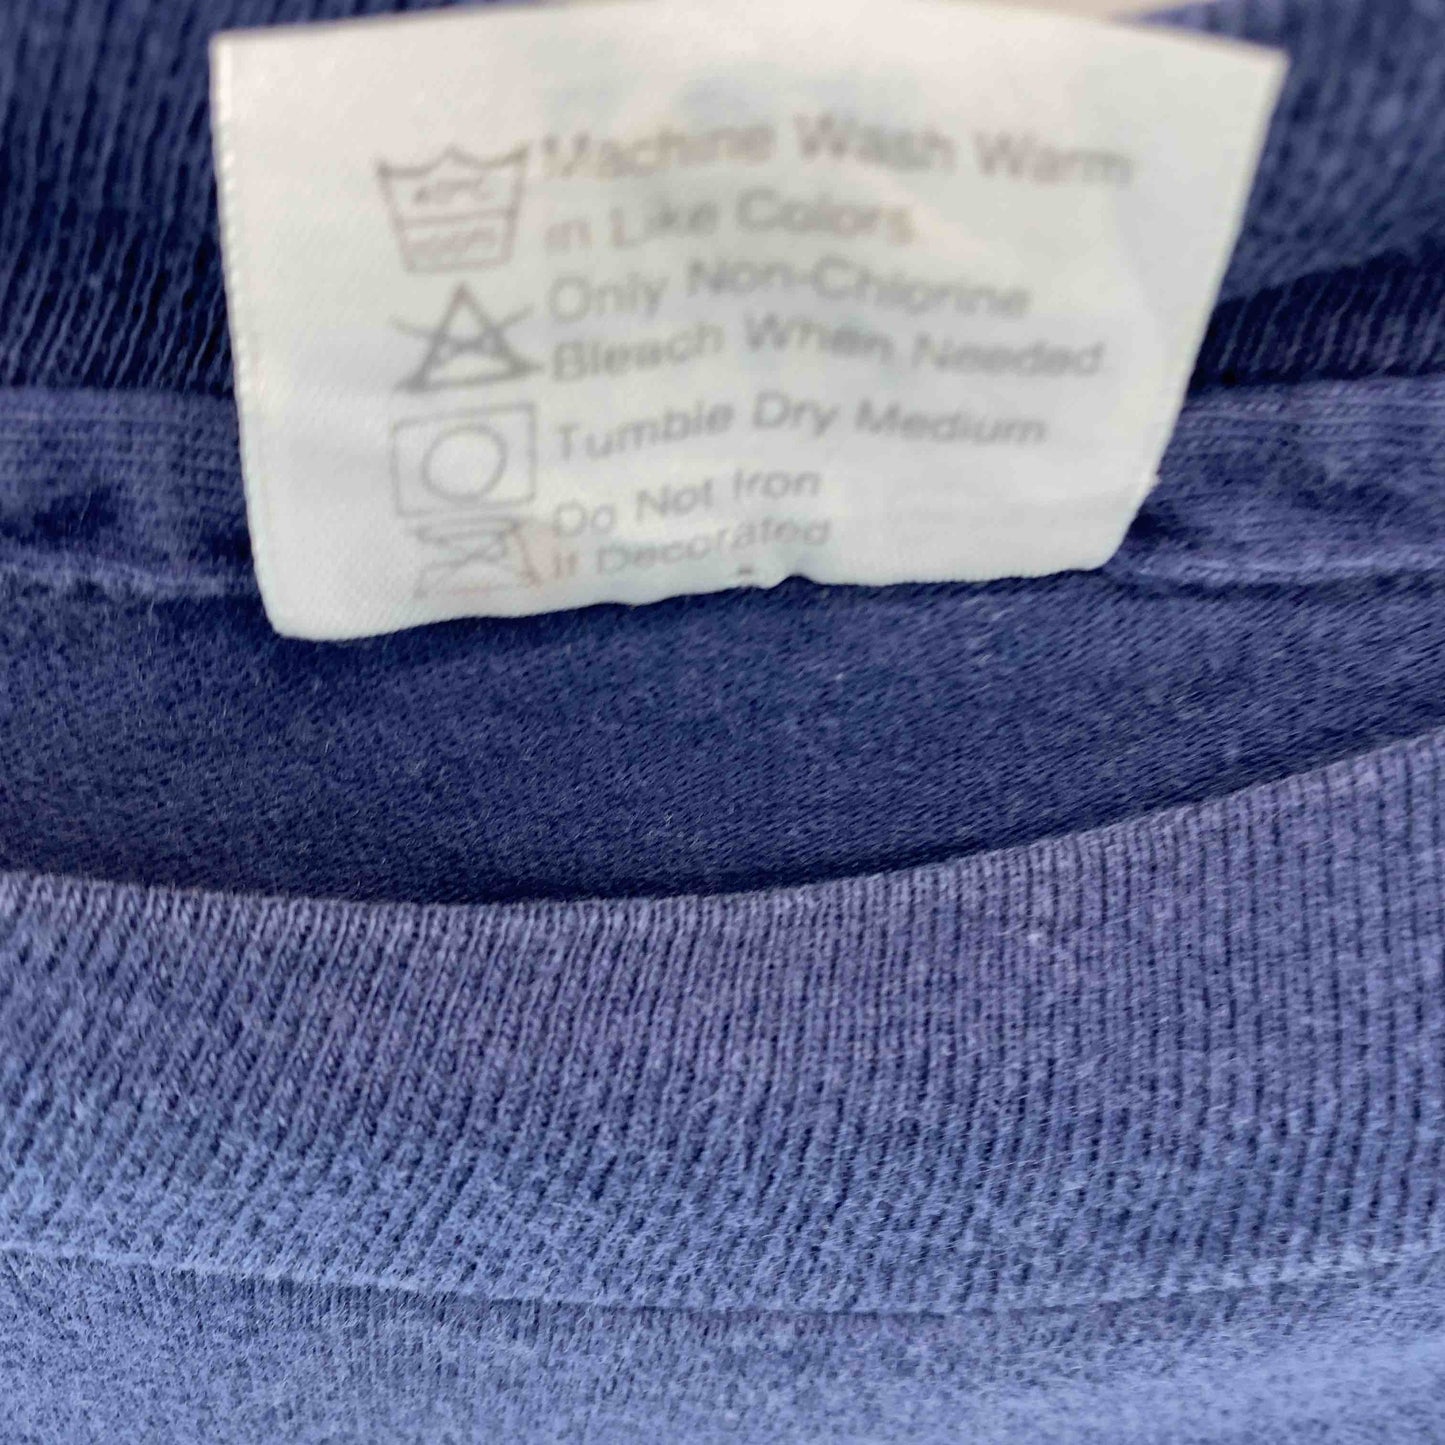 Machine Wash Warm
in Like Colors
Only Non-Chlorine
Bleach When Needed
Tumble Dry Medium
Do Not Iron
if Decorated